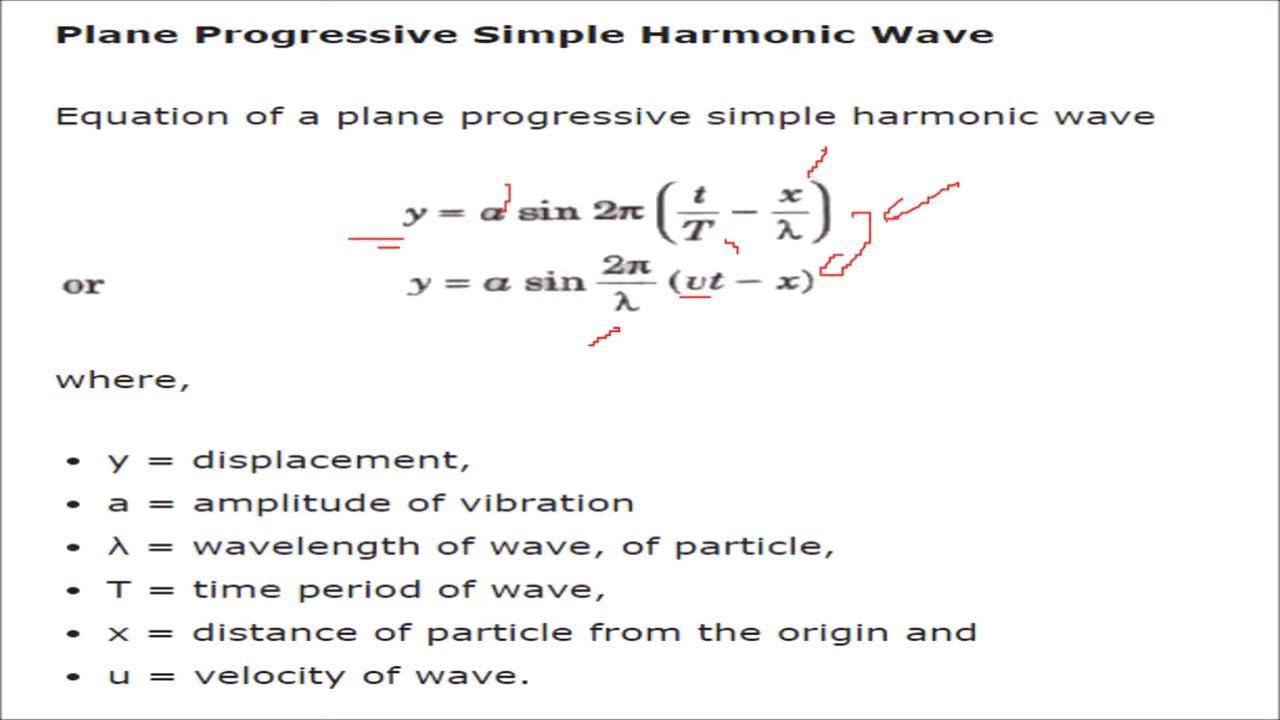 Plane Progressive Simple Harmonic Wave
Equation of a plane progressive simple harmonic wave
y = a sin 2π (t/T − x/λ)
or y = a sin 2π/λ (vt − x)
where,
• y = displacement,
• a = amplitude of vibration
• λ = wavelength of wave, of particle,
• T = time period of wave,
• x = distance of particle from the origin and
• u = velocity of wave.